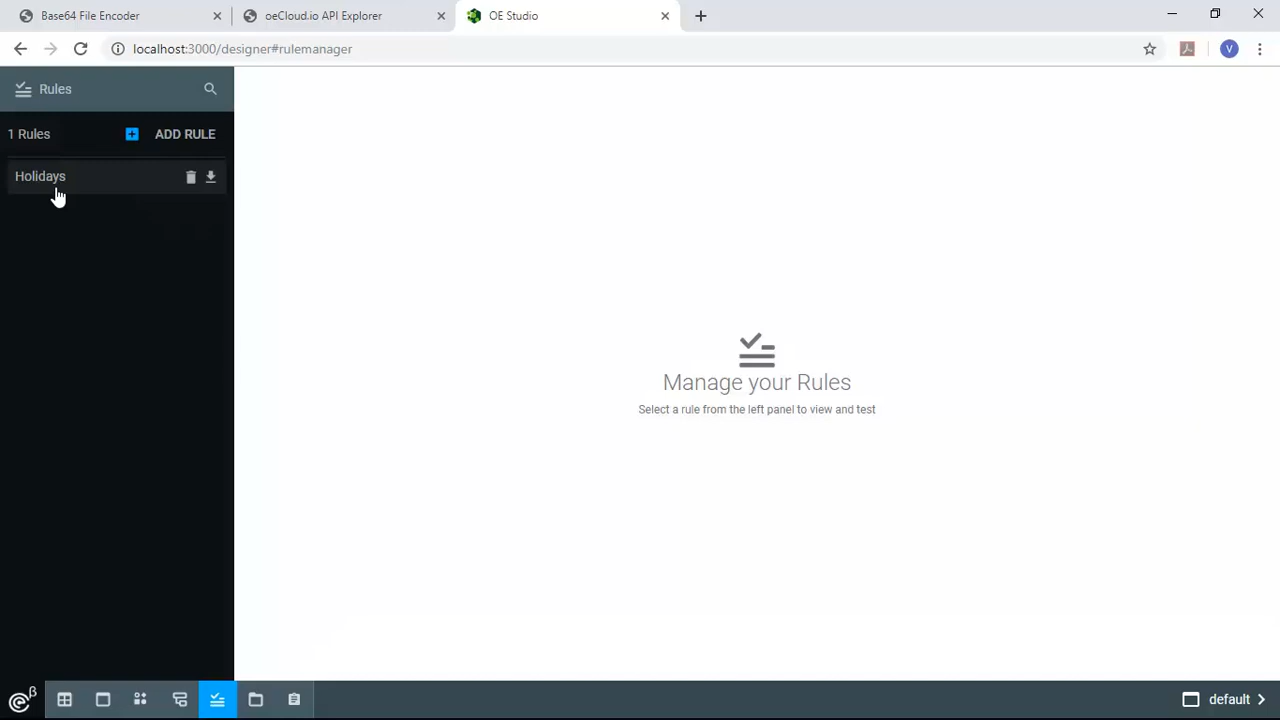 Base64 File Encoder
oeCloud.io API Explorer
OE Studio
localhost:3000/designer#rulemanager
V
Rules
1 Rules
ADD RULE
Holidays
Manage your Rules
Select a rule from the left panel to view and test
e β
default